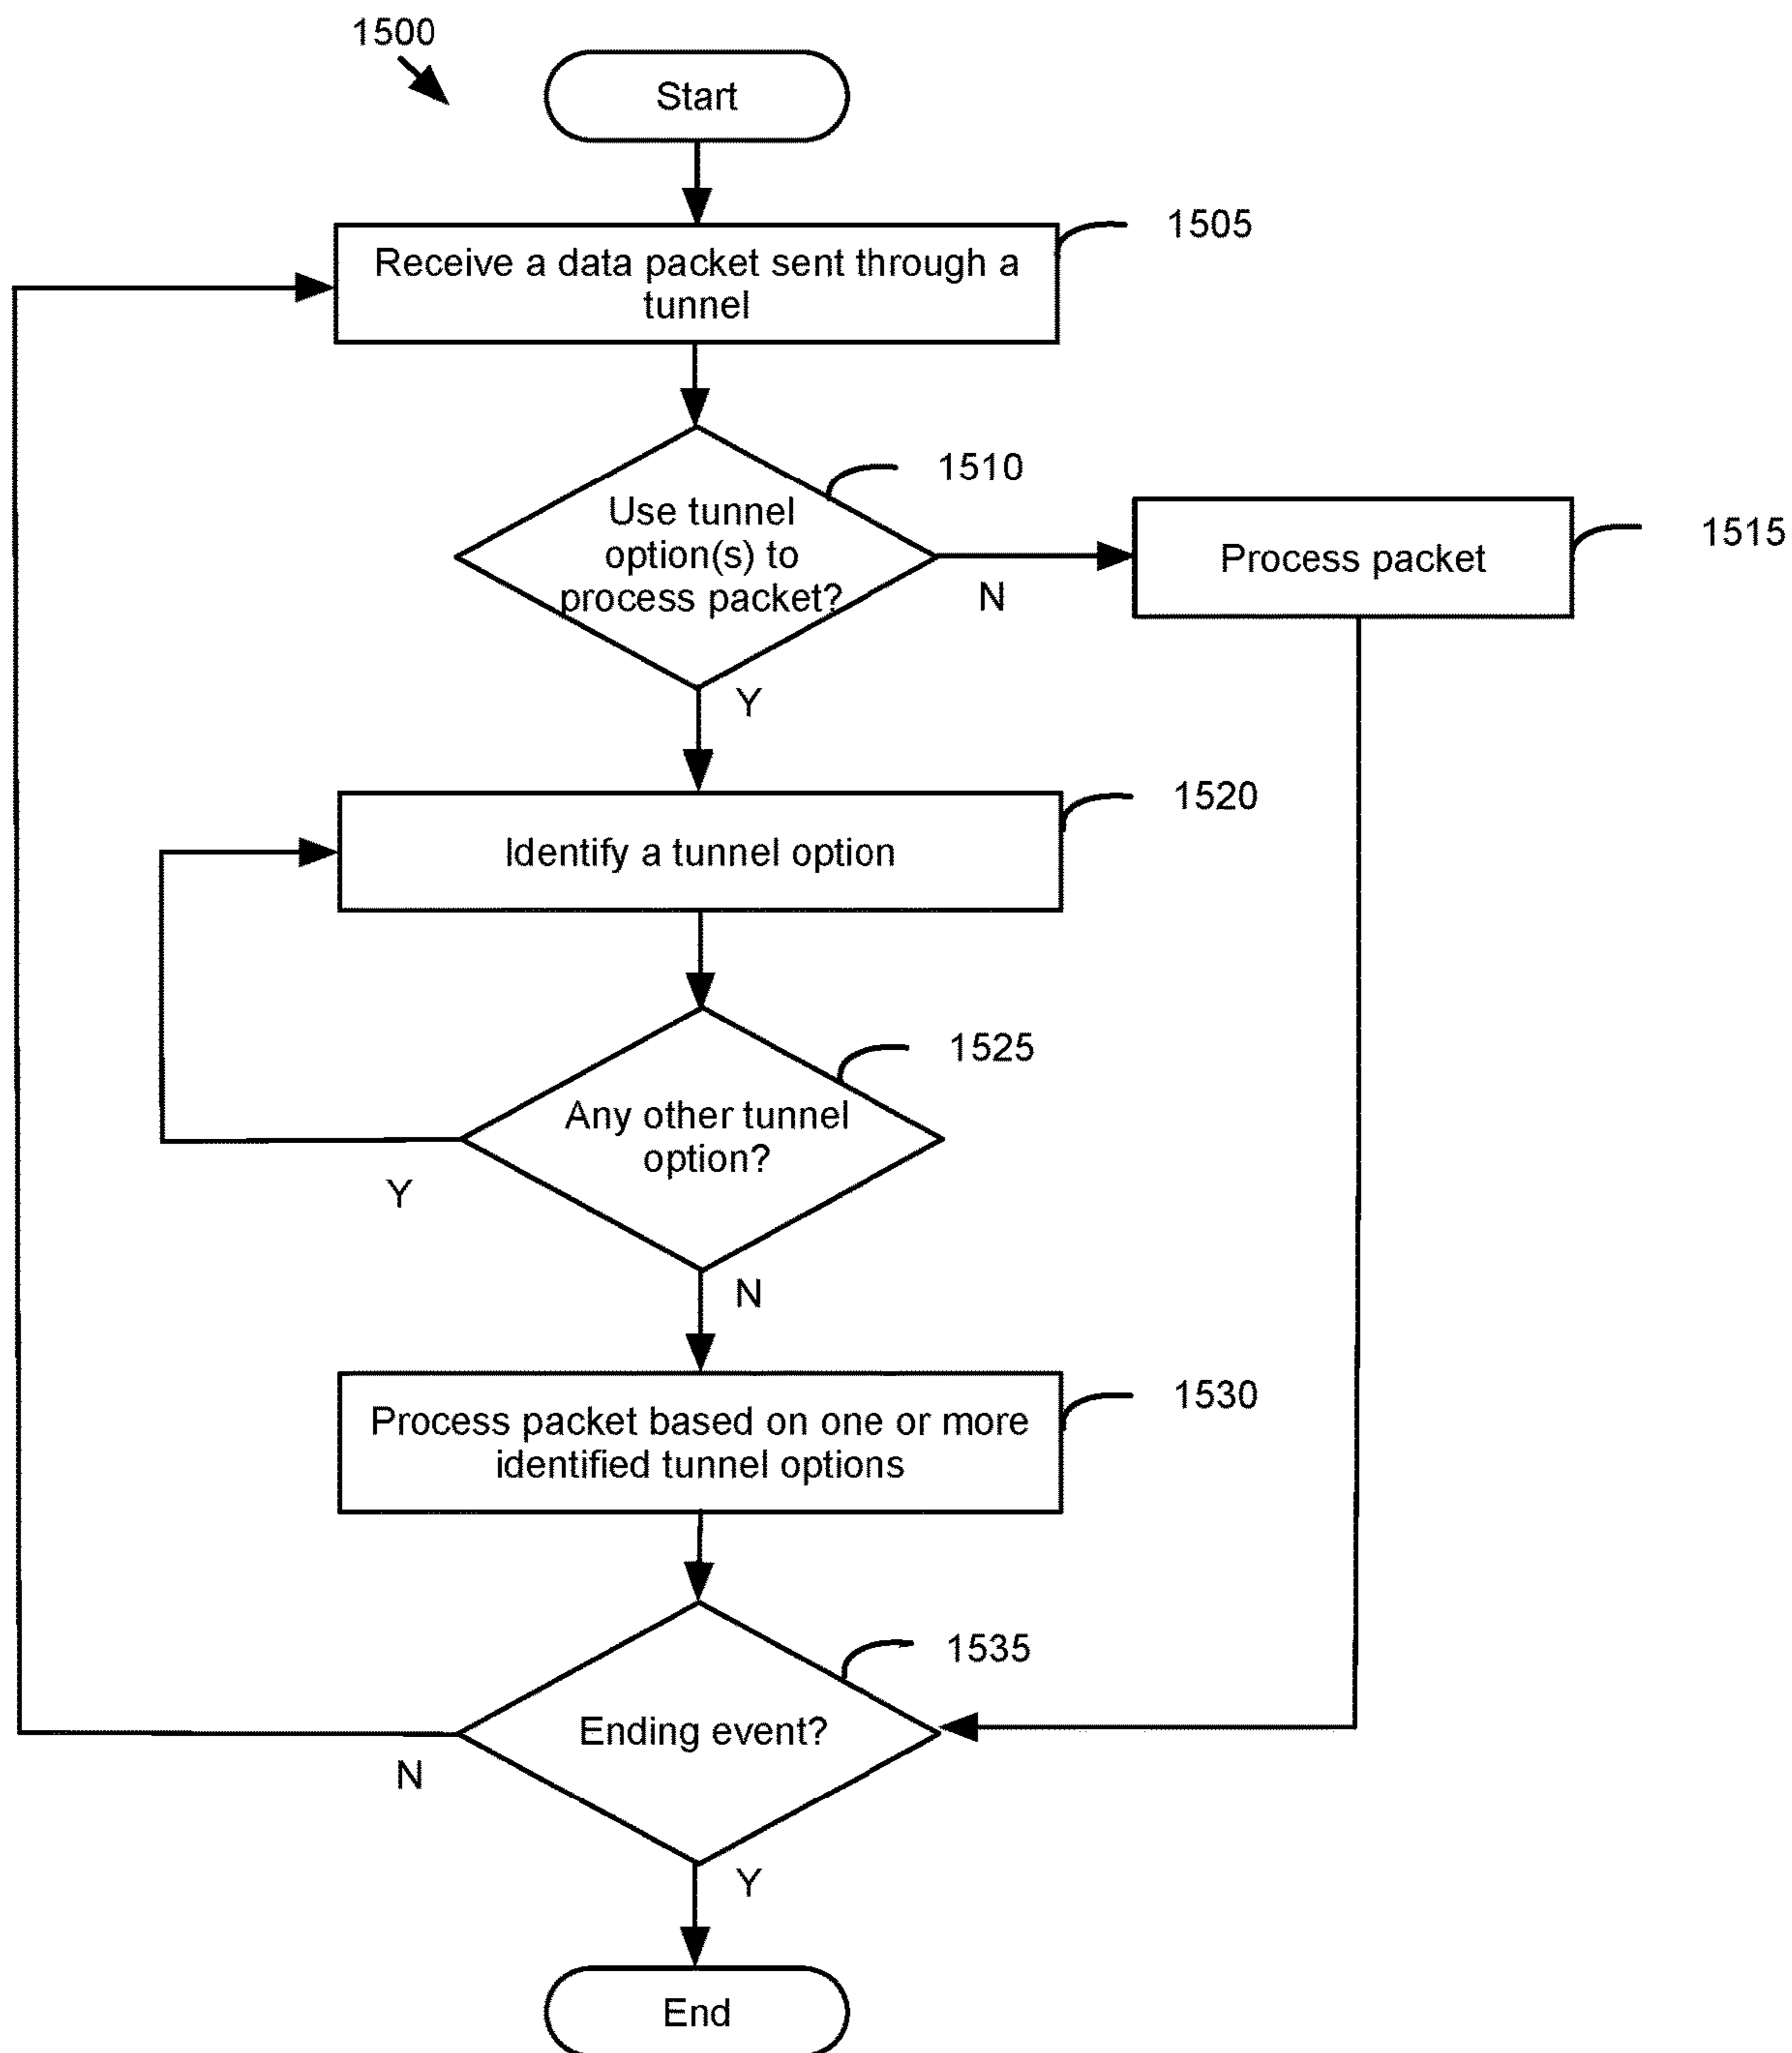 1500
Start
1505
Receive a data packet sent through a
tunnel
1510
Use tunnel
option(s) to
process packet?
1515
Process packet
N
Y
1520
Identify a tunnel option
1525
Any other tunnel
option?
Y
N
1530
Process packet based on one or more
identified tunnel options
1535
Ending event?
N
Y
End